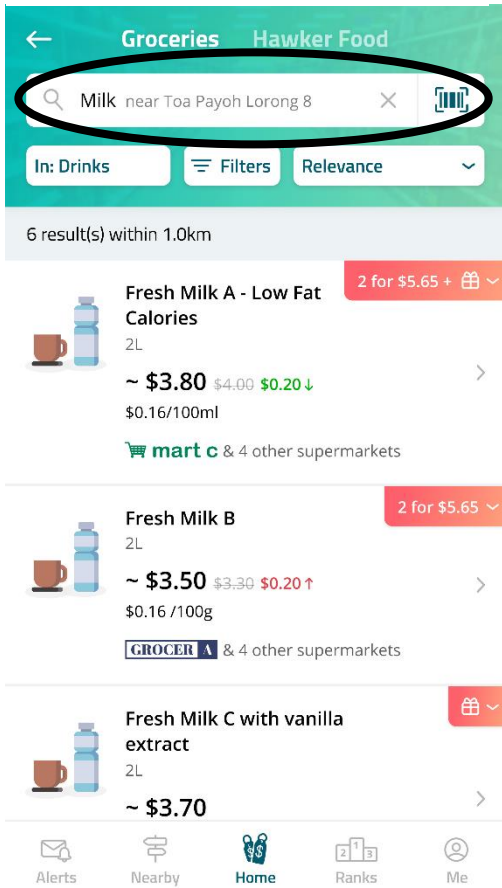 Groceries Hawker Food
Milk near Toa Payoh Lorong 8
In: Drinks Filters Relevance
6 result(s) within 1.0km
2 for $5.65 +
Fresh Milk A - Low Fat
Calories
2L
~ $3.80 $4.00 $0.20↓
$0.16/100ml
mart c & 4 other supermarkets
2 for $5.65
Fresh Milk B
2L
~ $3.50 $3.30 $0.20↑
$0.16 /100g
GROCER A & 4 other supermarkets
Fresh Milk C with vanilla
extract
2L
~ $3.70
2 1 3
Alerts Nearby Home Ranks Me